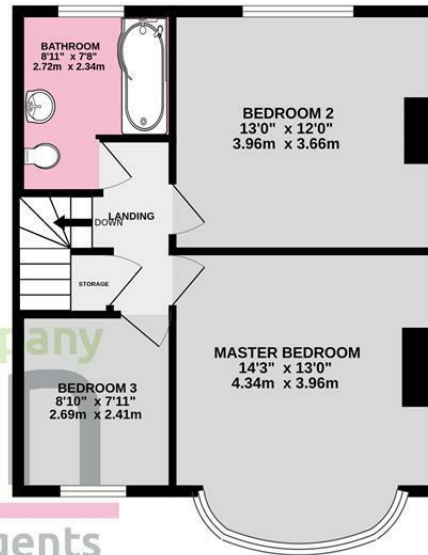 BATHROOM
8'11" x 7'8"
2.72m x 2.34m
BEDROOM 2
13'0" x 12'0"
3.96m x 3.66m
LANDING
DOWN
STORAGE
pany
MASTER BEDROOM
14'3" x 13'0"
4.34m x 3.96m
BEDROOM 3
8'10" x 7'11"
2.69m x 2.41m
n
gents